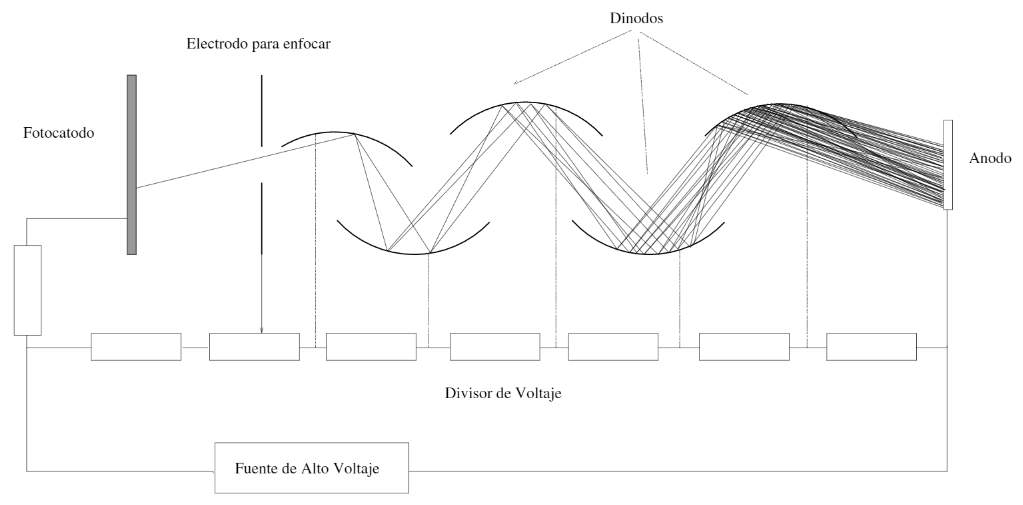 Dinodos
Electrodo para enfocar
Fotocatodo
Anodo
Divisor de Voltaje
Fuente de Alto Voltaje